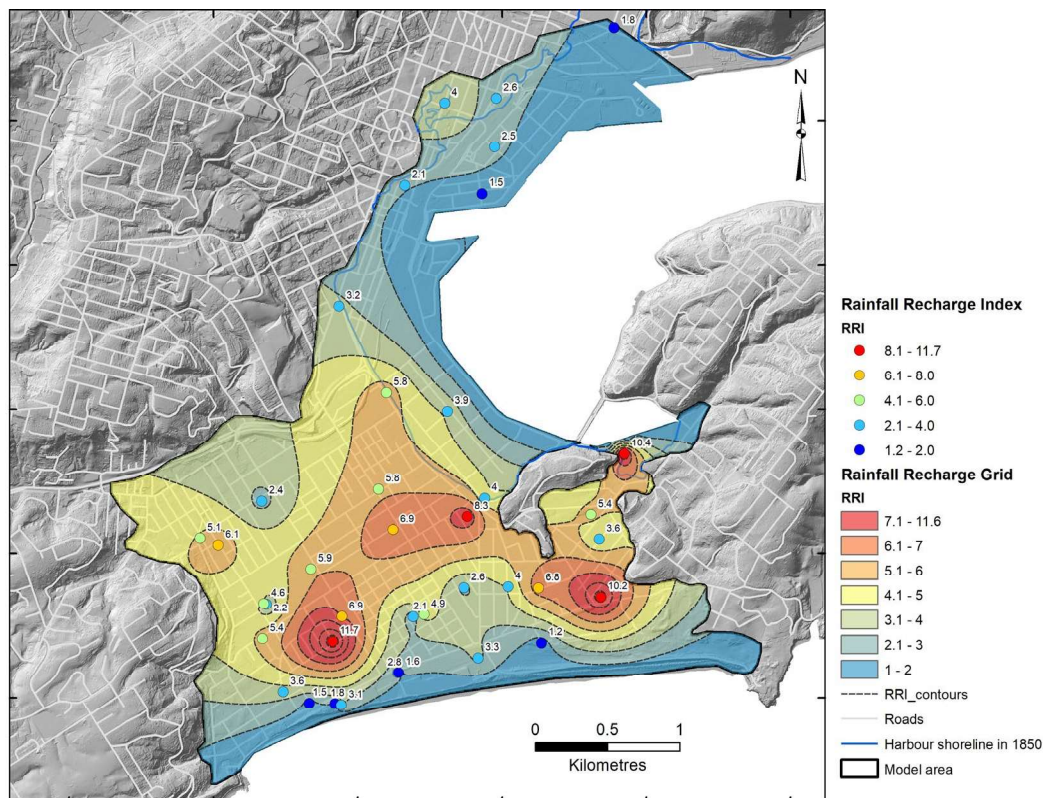 1.8
N
2.6
4
2.5
2.1
1.5
3.2
5.8
3.9
10.4
5.8
4
2.4
8.3
5.4
6.9
5.1
6.1
3.6
5.9
2.6
4
6.8
10.2
4.6
2.2
6.9
2.1
4.9
11.7
5.4
1.2
3.3
2.8
1.6
3.6
1.5
1.8
3.1
0
0.5
1
Kilometres
Rainfall Recharge Index
RRI
8.1 - 11.7
6.1 - 8.0
4.1 - 6.0
2.1 - 4.0
1.2 - 2.0
Rainfall Recharge Grid
RRI
7.1 - 11.6
6.1 - 7
5.1 - 6
4.1 - 5
3.1 - 4
2.1 - 3
1 - 2
RRI_contours
Roads
Harbour shoreline in 1850
Model area